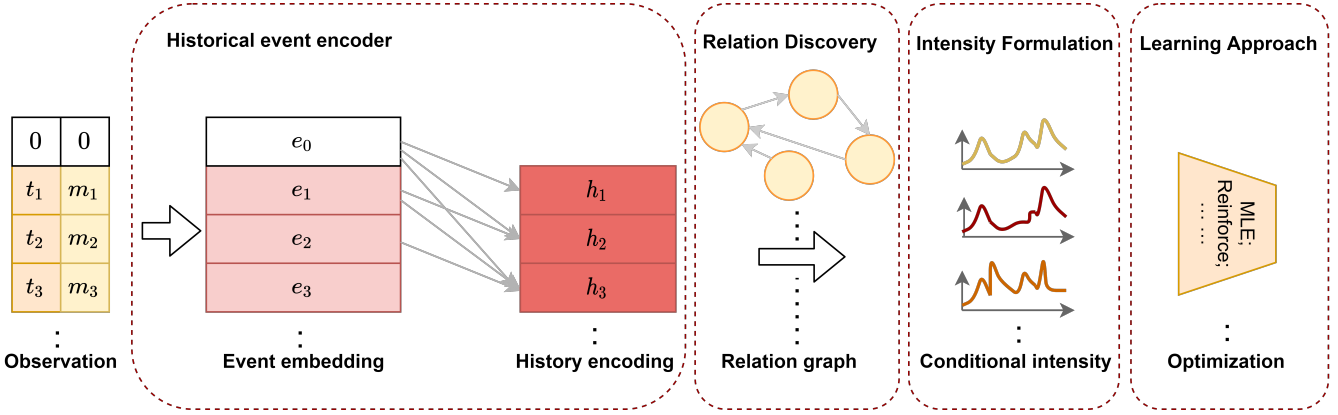 Historical event encoder
Relation Discovery
Intensity Formulation
Learning Approach
0 0
t₁ m₁
t₂ m₂
t₃ m₃
e₀
e₁
e₂
e₃
h₁
h₂
h₃
MLE;
Reinforce;
... ...
Observation
Event embedding
History encoding
Relation graph
Conditional intensity
Optimization